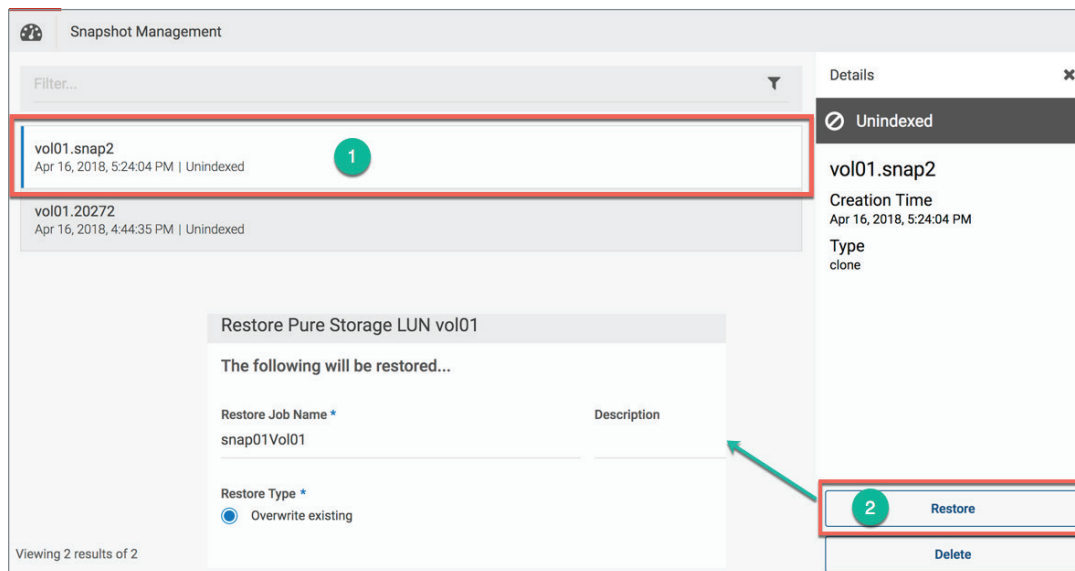 Snapshot Management
Filter...
vol01.snap2
Apr 16, 2018, 5:24:04 PM | Unindexed
1
vol01.20272
Apr 16, 2018, 4:44:35 PM | Unindexed
Restore Pure Storage LUN vol01
The following will be restored...
Restore Job Name *
Description
snap01Vol01
Restore Type *
Overwrite existing
Viewing 2 results of 2
Details
Unindexed
vol01.snap2
Creation Time
Apr 16, 2018, 5:24:04 PM
Type
clone
2
Restore
Delete